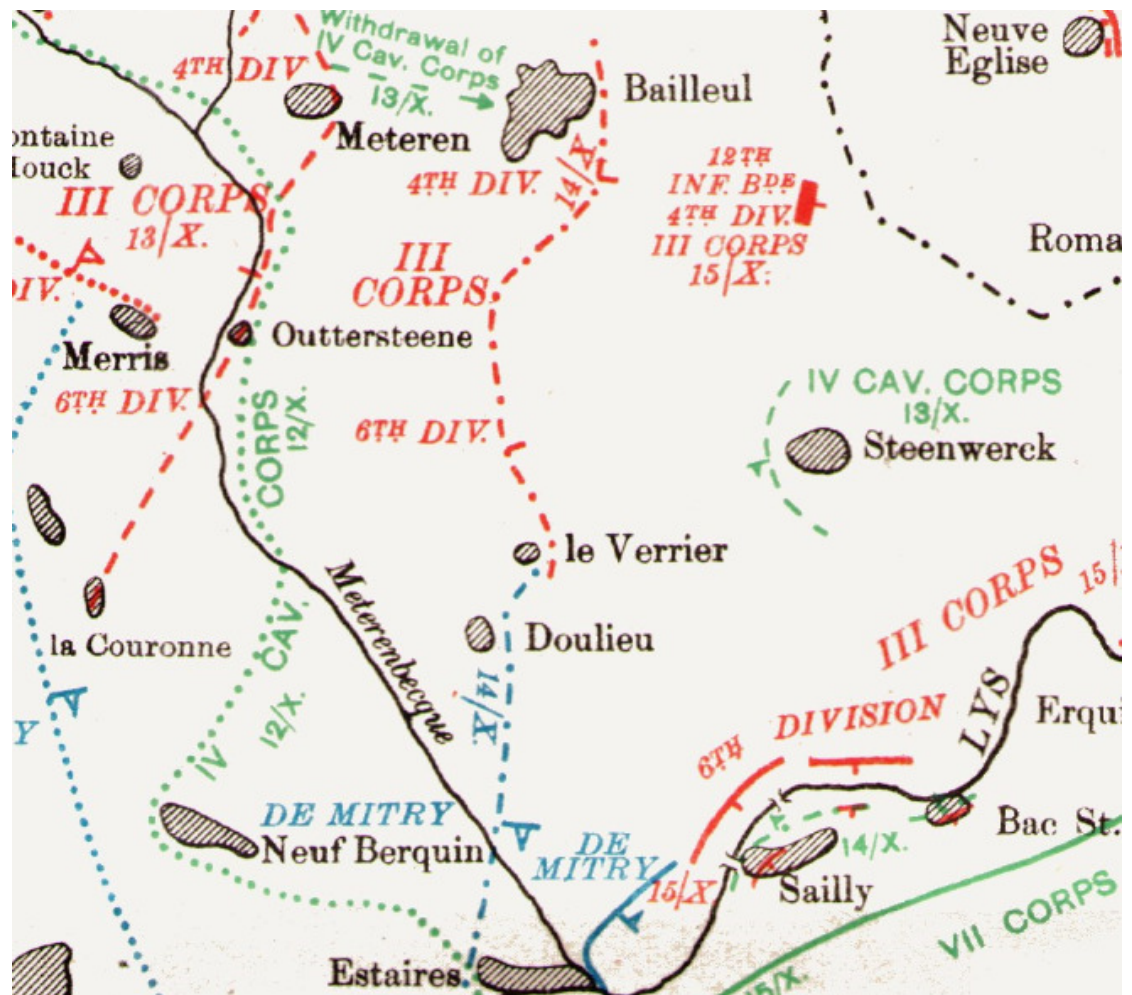 Withdrawal of
IV Cav. Corps
13/X.
4TH DIV
Meteren
Bailleul
Neuve
Eglise
ontaine
Houck
III CORPS
13/X.
4TH DIV.
14/X
12TH
INF. BDE
4TH DIV.
III CORPS
15/X.
Roma
III
CORPS
DIV.
Merris
Outtersteene
6TH DIV.
CORPS
12/X.
6TH DIV.
IV CAV. CORPS
13/X.
Steenwerck
le Verrier
la Couronne
Meterenbecque
Doulieu
III CORPS 15/
IV CAV.
12/X.
14/X.
Y
6TH DIVISION
LYS
Erqui
DE MITRY
Neuf Berquin
DE
MITRY
15/X
14/X.
Sailly
Bac St.
VII CORPS
15/X.
Estaires